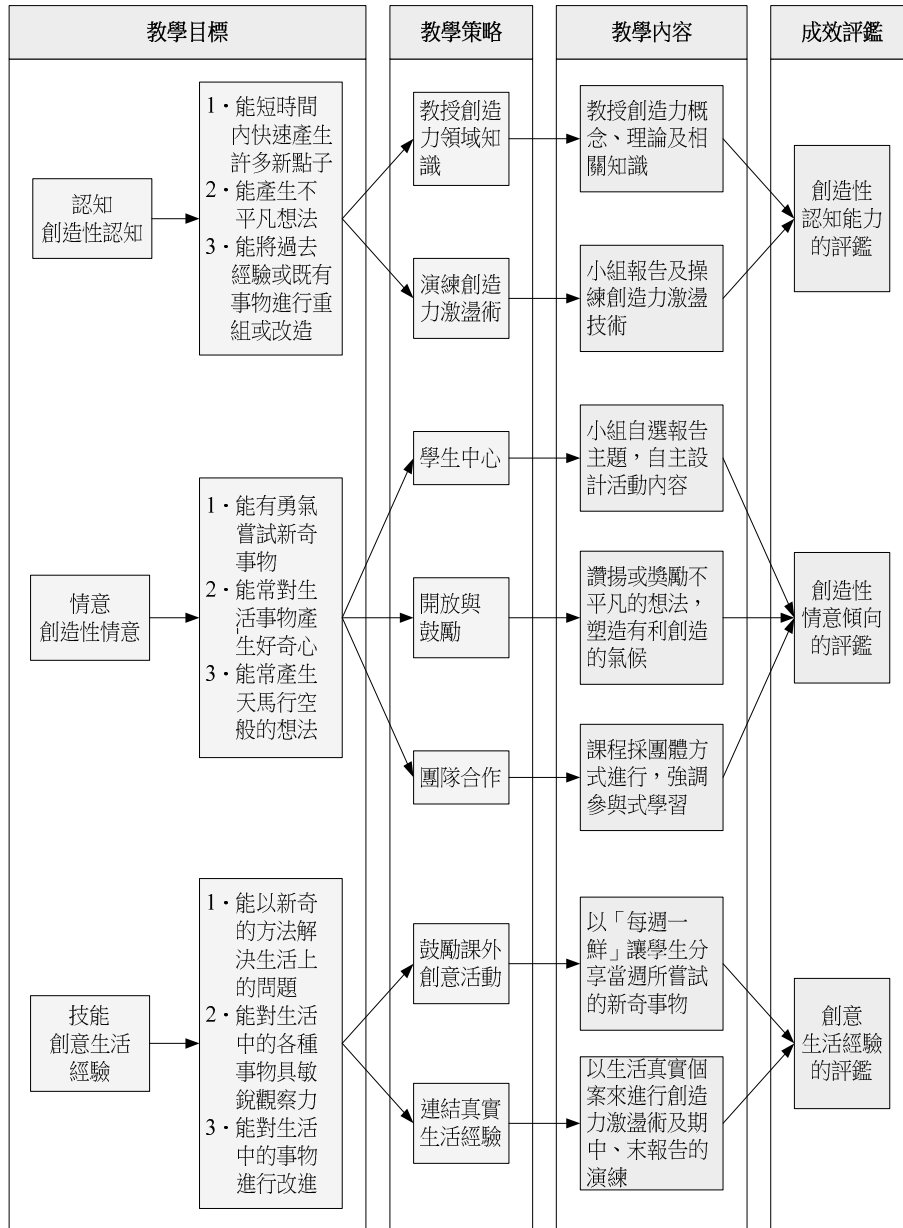 教學目標
教學策略
教學內容
成效評鑑
認知
創造性認知
1・能短時間
內快速產生
許多新點子
2・能產生不
平凡想法
3・能將過去
經驗或既有
事物進行重
組或改造
教授創造
力領域知
識
教授創造力概
念、理論及相
關知識
演練創造
力激盪術
小組報告及操
練創造力激盪
技術
創造性
認知能力
的評鑑
情意
創造性情意
1・能有勇氣
嘗試新奇
事物
2・能常對生
活事物產
生好奇心
3・能常產生
天馬行空
般的想法
學生中心
小組自選報告
主題，自主設
計活動內容
開放與
鼓勵
讚揚或獎勵不
平凡的想法，
塑造有利創造
的氣候
團隊合作
課程採團體方
式進行，強調
參與式學習
創造性
情意傾向
的評鑑
技能
創意生活
經驗
1・能以新奇
的方法解
決生活上
的問題
2・能對生活
中的各種
事物具敏
銳觀察力
3・能對生活
中的事物
進行改進
鼓勵課外
創意活動
以「每週一
鮮」讓學生分
享當週所嘗試
的新奇事物
連結真實
生活經驗
以生活真實個
案來進行創造
力激盪術及期
中、末報告的
演練
創意
生活經驗
的評鑑